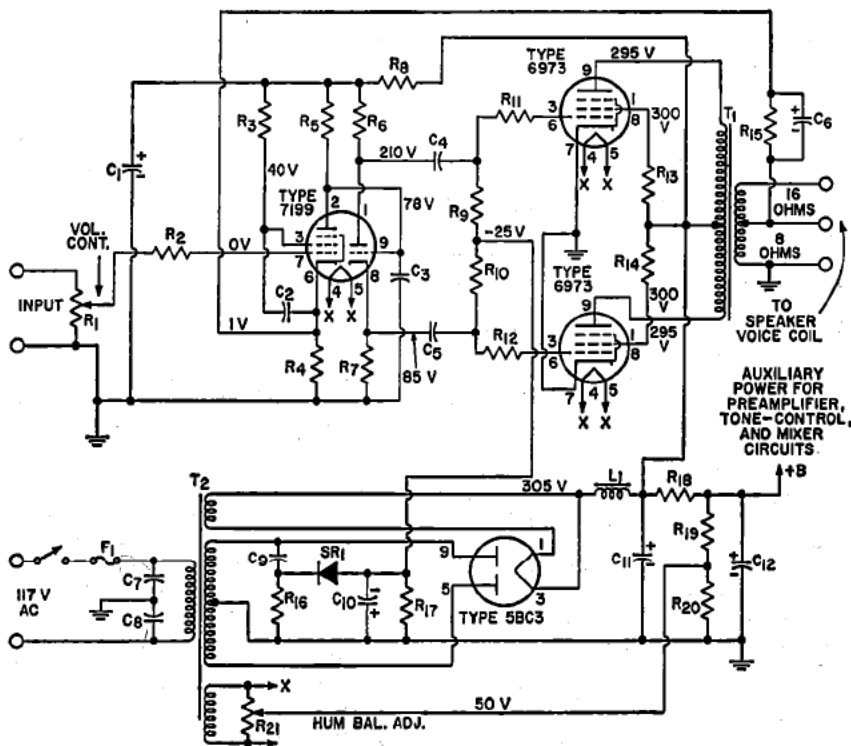 TYPE
6973
295 V
9
1
8
3
6
7
4
5
X
X
300
V
T1
R8
R3
R5
R6
R11
C4
R13
R15
C6
+
-
40V
210 V
C1
+
-
TYPE
7199
2
1
78V
R9
-25V
16
OHMS
8
OHMS
VOL.
CONT.
R2
0V
3
7
6
4
5
8
9
X
X
C3
R10
R14
TYPE
6973
300
V
295
V
INPUT
R1
C2
1V
R4
R7
C5
85 V
R12
9
3
6
1
8
7
4
5
X
X
TO
SPEAKER
VOICE COIL
AUXILIARY
POWER FOR
PREAMPLIFIER,
TONE-CONTROL,
AND MIXER
CIRCUITS
+B
T2
305 V
L1
R18
R19
117 V
AC
F1
C7
C8
C9
SR1
9
5
1
3
R16
C10
-
+
R17
TYPE 5BC3
C11
+
-
R20
C12
+
-
X
R21
X
HUM BAL. ADJ.
50 V